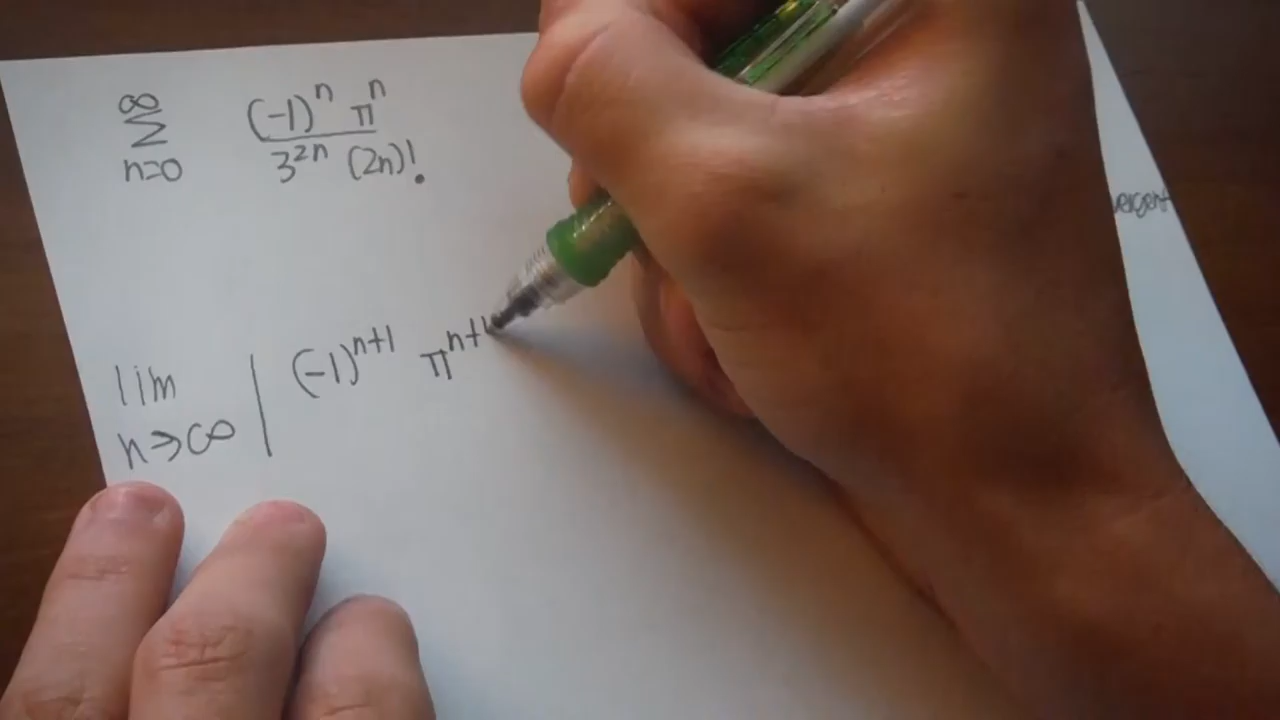 ∞
Σ
n=0
(-1)ⁿ πⁿ
3²ⁿ (2n)!
lim
n→∞
| (-1)ⁿ⁺¹ πⁿ⁺¹